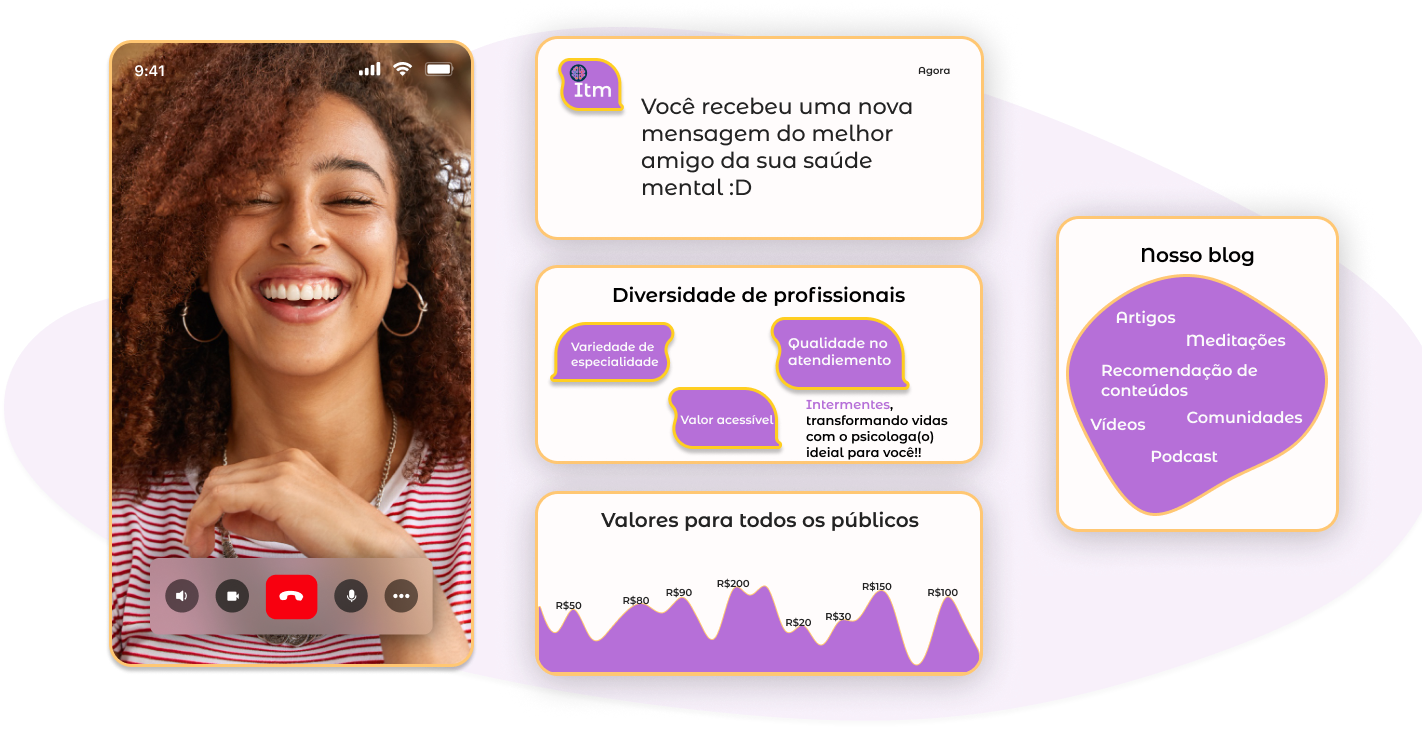 9:41
Itm
Agora
Você recebeu uma nova
mensagem do melhor
amigo da sua saúde
mental :D
Diversidade de profissionais
Variedade de
especialidade
Qualidade no
atendiemento
Valor acessível
Intermentes,
transformando vidas
com o psicologa(o)
ideial para você!!
Valores para todos os públicos
R$50
R$80
R$90
R$200
R$20
R$30
R$150
R$100
Nosso blog
Artigos
Meditações
Recomendação de
conteúdos
Vídeos
Comunidades
Podcast